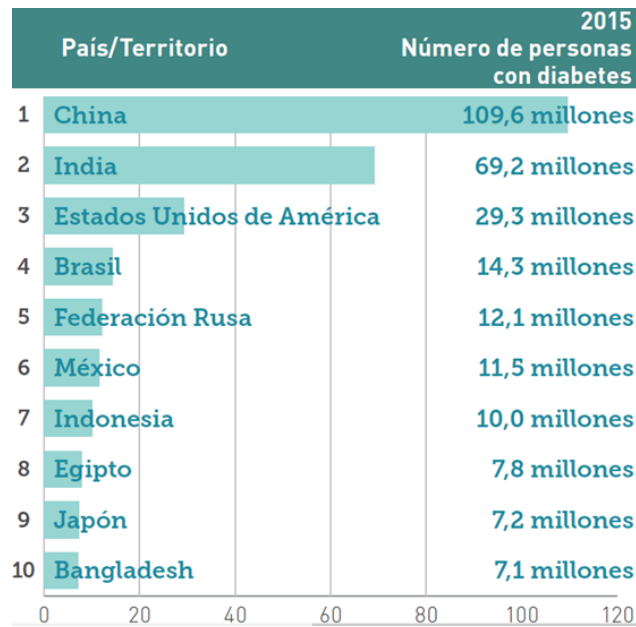 País/Territorio
2015
Número de personas
con diabetes
1 China 109,6 millones
2 India 69,2 millones
3 Estados Unidos de América 29,3 millones
4 Brasil 14,3 millones
5 Federación Rusa 12,1 millones
6 México 11,5 millones
7 Indonesia 10,0 millones
8 Egipto 7,8 millones
9 Japón 7,2 millones
10 Bangladesh 7,1 millones
0 20 40 60 80 100 120